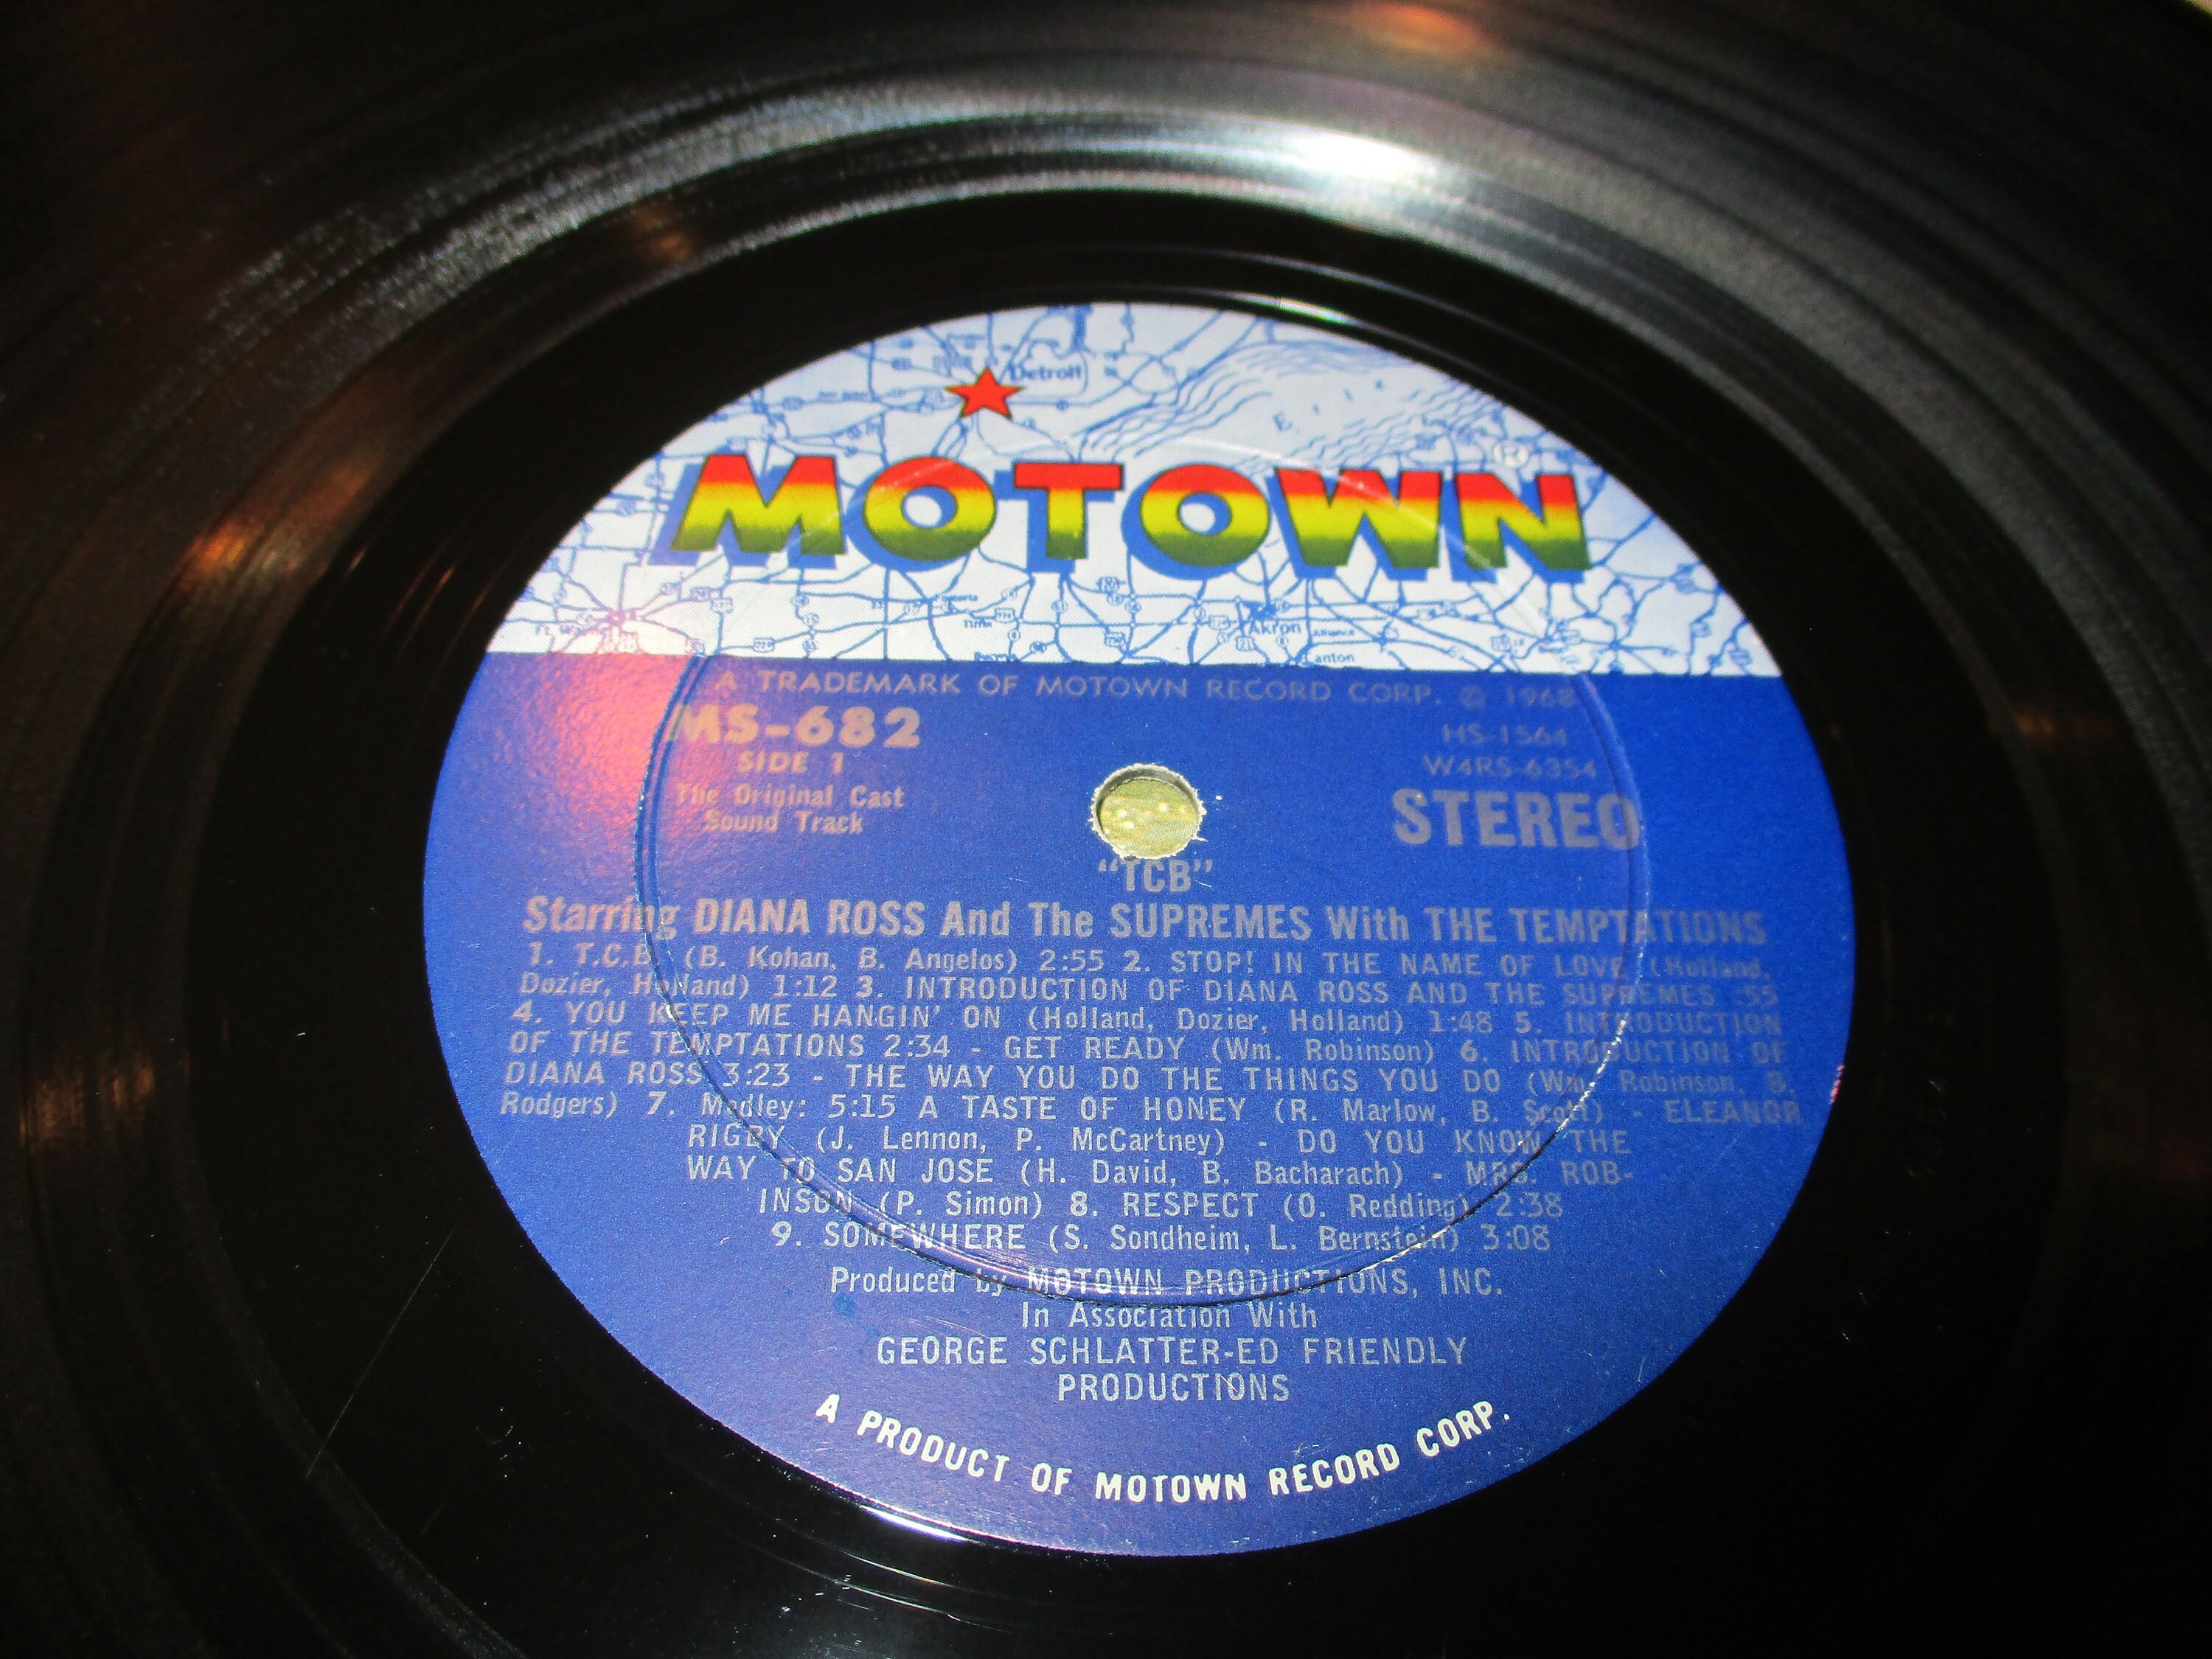 Detroit
E r i e
MOTOWN ®
Akron
Alliance
anton
A TRADEMARK OF MOTOWN RECORD CORP. © 1968
MS-682
HS-1564
SIDE 1
W4RS-6354
The Original Cast
STEREO
Sound Track
“TCB”
Starring DIANA ROSS And The SUPREMES With THE TEMPTATIONS
1. T.C.B. (B. Kohan, B. Angelos) 2:55 2. STOP! IN THE NAME OF LOVE (Holland,
Dozier, Holland) 1:12 3. INTRODUCTION OF DIANA ROSS AND THE SUPREMES :55
4. YOU KEEP ME HANGIN' ON (Holland, Dozier, Holland) 1:48 5. INTRODUCTION
OF THE TEMPTATIONS 2:34 - GET READY (Wm. Robinson) 6. INTRODUCTION OF
DIANA ROSS 3:23 - THE WAY YOU DO THE THINGS YOU DO (Wm. Robinson, B.
Rodgers) 7. Medley: 5:15 A TASTE OF HONEY (R. Marlow, B. Scott) - ELEANOR
RIGBY (J. Lennon, P. McCartney) - DO YOU KNOW THE
WAY TO SAN JOSE (H. David, B. Bacharach) - MRS. ROB-
INSON (P. Simon) 8. RESPECT (O. Redding) 2:38
9. SOMEWHERE (S. Sondheim, L. Bernstein) 3:08
Produced by MOTOWN PRODUCTIONS, INC.
In Association With
GEORGE SCHLATTER-ED FRIENDLY
PRODUCTIONS
A PRODUCT OF MOTOWN RECORD CORP.